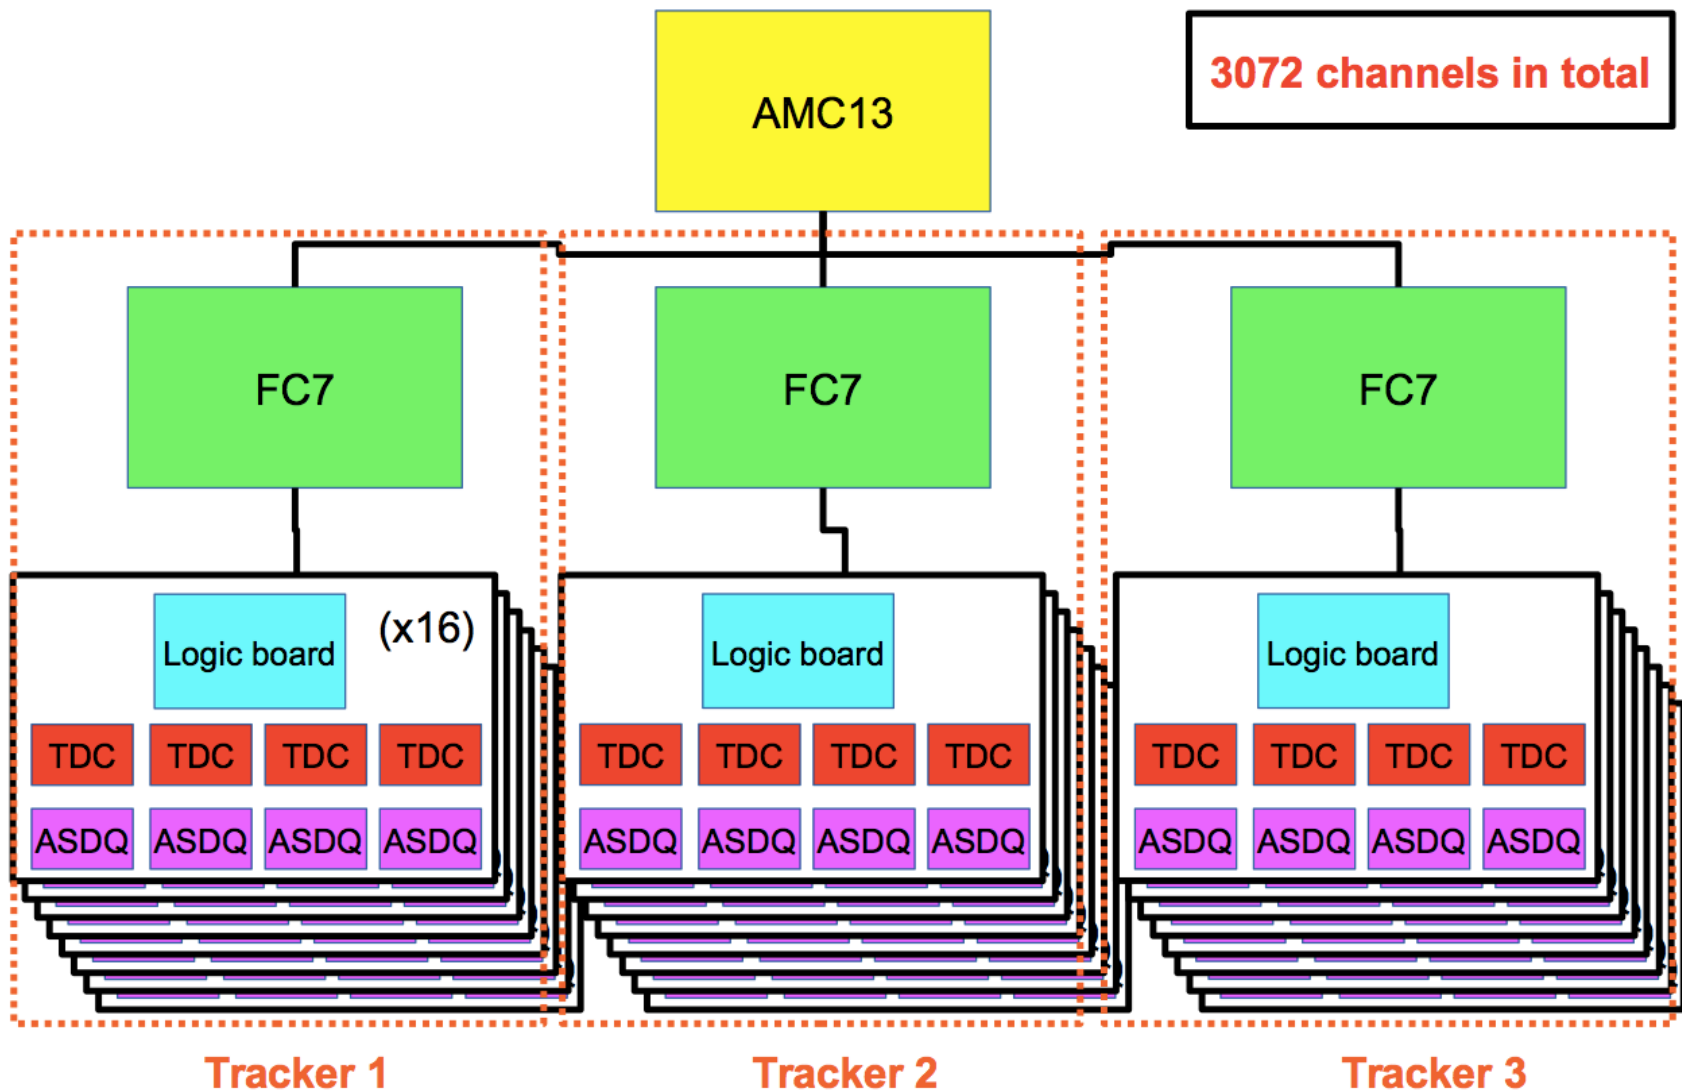 AMC13
3072 channels in total
FC7
FC7
FC7
Logic board
(x16)
Logic board
Logic board
TDC TDC TDC TDC
TDC TDC TDC TDC
TDC TDC TDC TDC
ASDQ ASDQ ASDQ ASDQ
ASDQ ASDQ ASDQ ASDQ
ASDQ ASDQ ASDQ ASDQ
Tracker 1
Tracker 2
Tracker 3